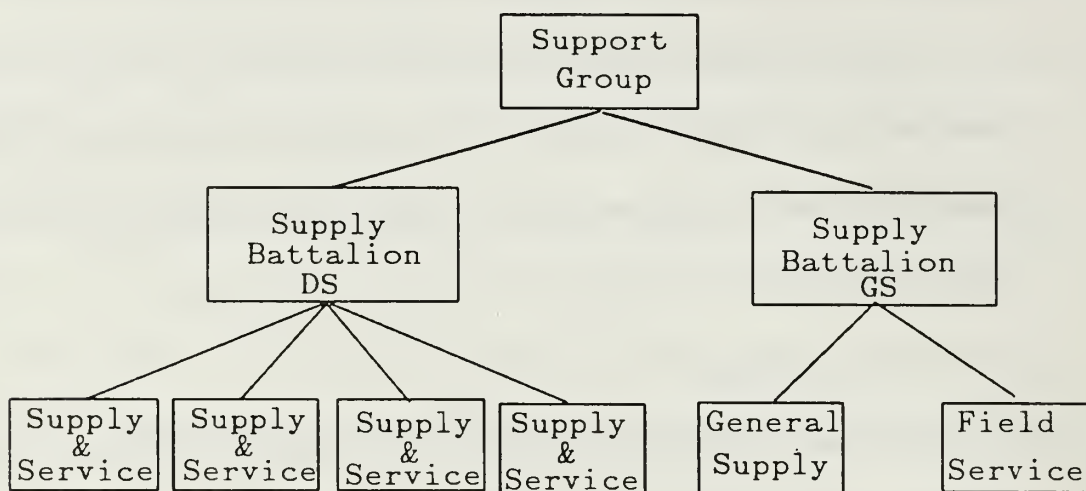 Support
Group
Supply
Battalion
DS
Supply
Battalion
GS
Supply
&
Service
Supply
&
Service
Supply
&
Service
Supply
&
Service
General
Supply
Field
Service